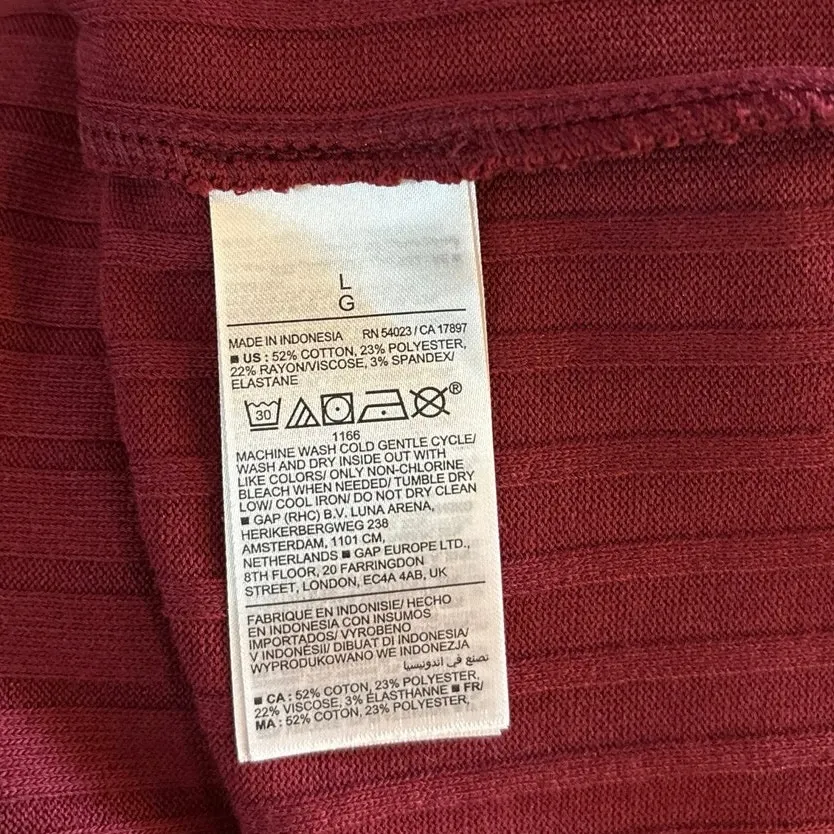 L
G
MADE IN INDONESIA RN 54023 / CA 17897
■ US : 52% COTTON, 23% POLYESTER,
22% RAYON/VISCOSE, 3% SPANDEX/
ELASTANE
30
®
1166
MACHINE WASH COLD GENTLE CYCLE/
WASH AND DRY INSIDE OUT WITH
LIKE COLORS/ ONLY NON-CHLORINE
BLEACH WHEN NEEDED/ TUMBLE DRY
LOW/ COOL IRON/ DO NOT DRY CLEAN
■ GAP (RHC) B.V. LUNA ARENA,
HERIKERBERGWEG 238
AMSTERDAM, 1101 CM,
NETHERLANDS ■ GAP EUROPE LTD.,
8TH FLOOR, 20 FARRINGDON
STREET, LONDON, EC4A 4AB, UK
FABRIQUE EN INDONISIE/ HECHO
EN INDONESIA CON INSUMOS
IMPORTADOS/ VYROBENO
V INDONÉSII/ DIBUAT DI INDONESIA/
WYPRODUKOWANO WE INDONEZJA
تصنع في اندونيسيا
■ CA : 52% COTON, 23% POLYESTER,
22% VISCOSE, 3% ÉLASTHANNE ■ FR/
MA : 52% COTON, 23% POLYESTER,